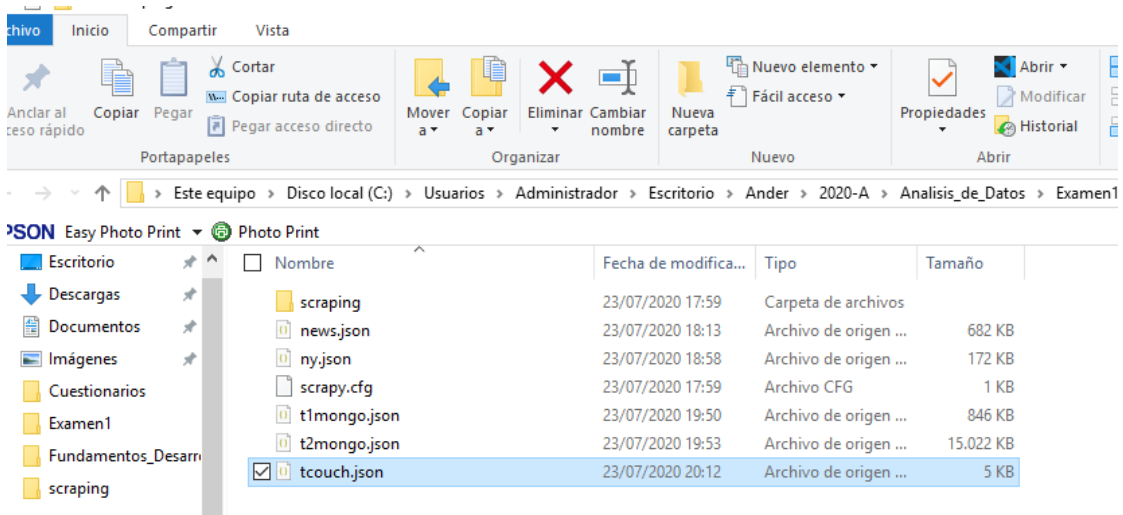 chivo Inicio Compartir Vista
Anclar al
ceso rápido
Copiar
Pegar
Cortar
Copiar ruta de acceso
Pegar acceso directo
Portapapeles
Mover
a
Copiar
a
Eliminar
Cambiar
nombre
Organizar
Nueva
carpeta
Nuevo elemento
Fácil acceso
Nuevo
Propiedades
Abrir
Modificar
Historial
Abrir
> Este equipo > Disco local (C:) > Usuarios > Administrador > Escritorio > Ander > 2020-A > Analisis_de_Datos > Examen1
PSON Easy Photo Print Photo Print
Escritorio
Descargas
Documentos
Imágenes
Cuestionarios
Examen1
Fundamentos_Desarr
scraping
Nombre Fecha de modifica... Tipo Tamaño
scraping 23/07/2020 17:59 Carpeta de archivos
news.json 23/07/2020 18:13 Archivo de origen ... 682 KB
ny.json 23/07/2020 18:58 Archivo de origen ... 172 KB
scrapy.cfg 23/07/2020 17:59 Archivo CFG 1 KB
t1mongo.json 23/07/2020 19:50 Archivo de origen ... 846 KB
t2mongo.json 23/07/2020 19:53 Archivo de origen ... 15.022 KB
tcouch.json 23/07/2020 20:12 Archivo de origen ... 5 KB